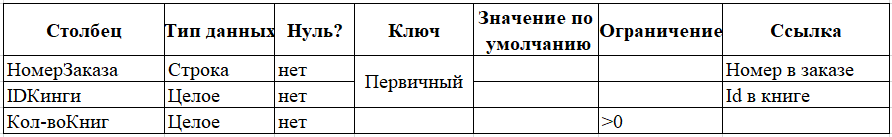 Столбец Тип данных Нуль? Ключ Значение по умолчанию Ограничение Ссылка
НомерЗаказа Строка нет Первичный Номер в заказе
IDКинги Целое нет Id в книге
Кол-воКниг Целое нет >0